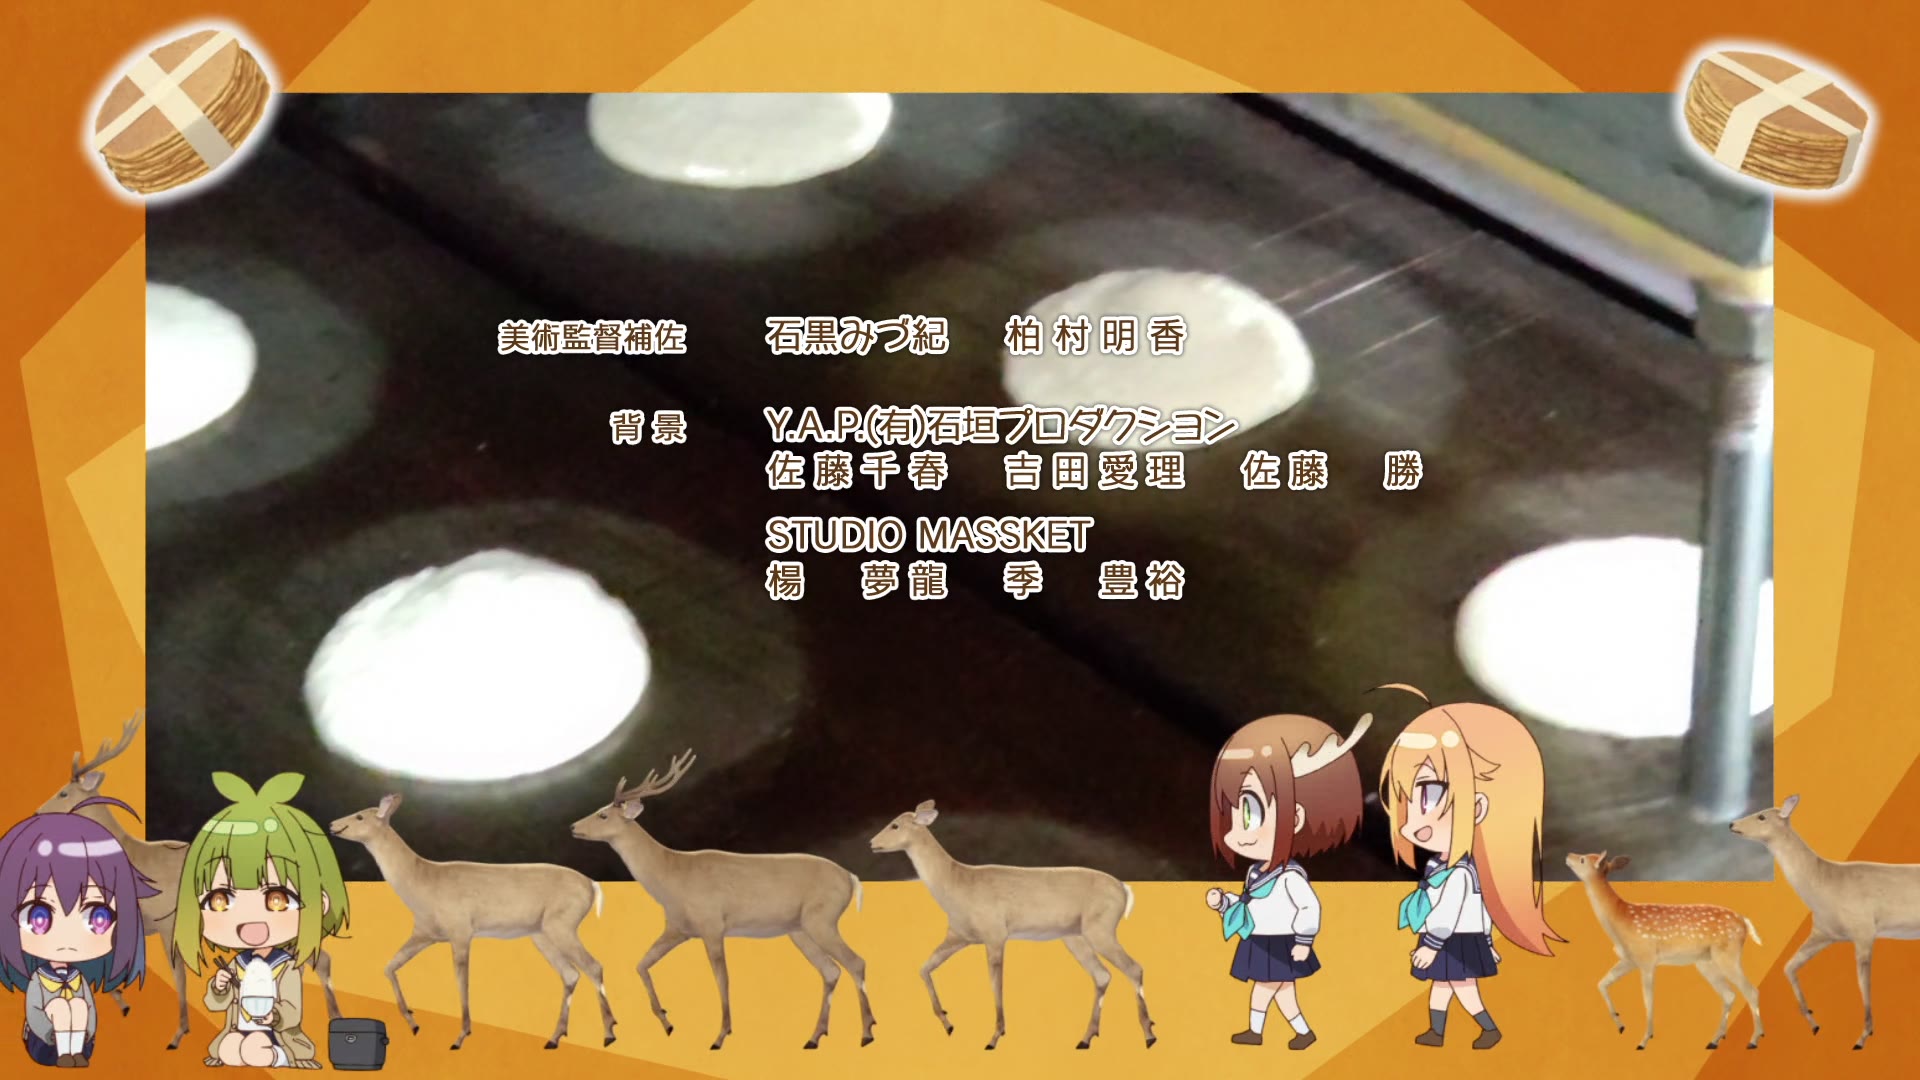 美術監督補佐 石黒みづ紀 柏村明香
背景 Y.A.P.(有)石垣プロダクション
佐藤千春 吉田愛理 佐藤 勝
STUDIO MASSKET
楊 夢龍 季 豊裕